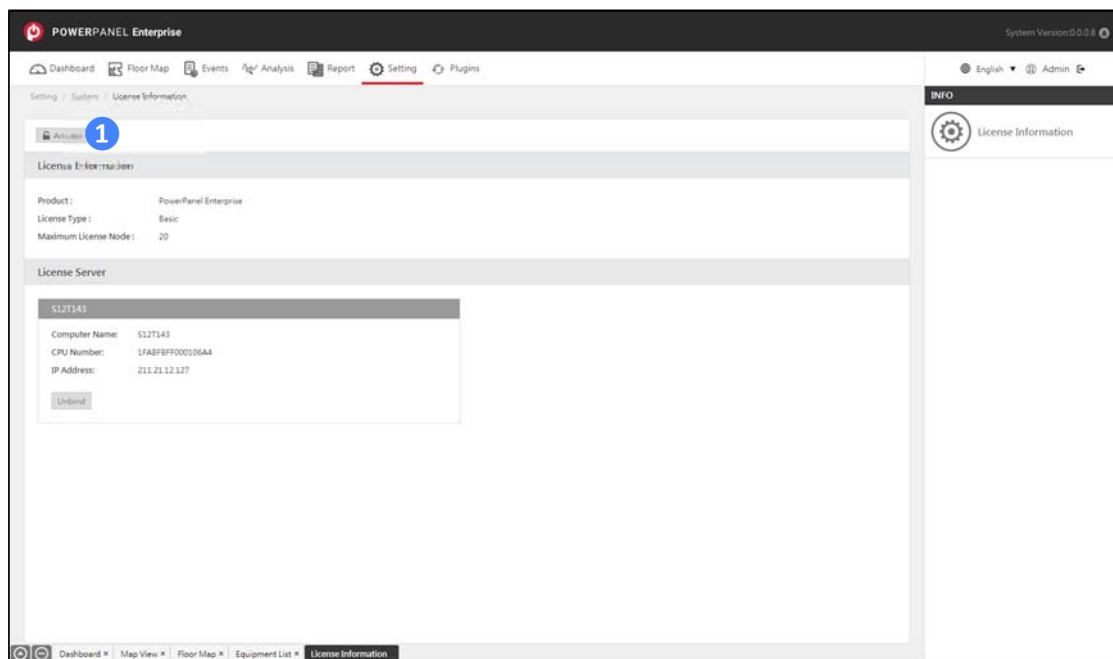 POWERPANEL Enterprise
System Version:0.0.0.8
Dashboard Floor Map Events Analysis Report Setting Plugins
English Admin
Setting / System / License Information
INFO
License Information
1
License Information
Product : PowerPanel Enterprise
License Type : Basic
Maximum License Node : 20
License Server
S12T143
Computer Name: S12T143
CPU Number: 1FABFBFF000106A4
IP Address: 211.21.12.127
Unbind
Dashboard × Map View × Floor Map × Equipment List × License Information